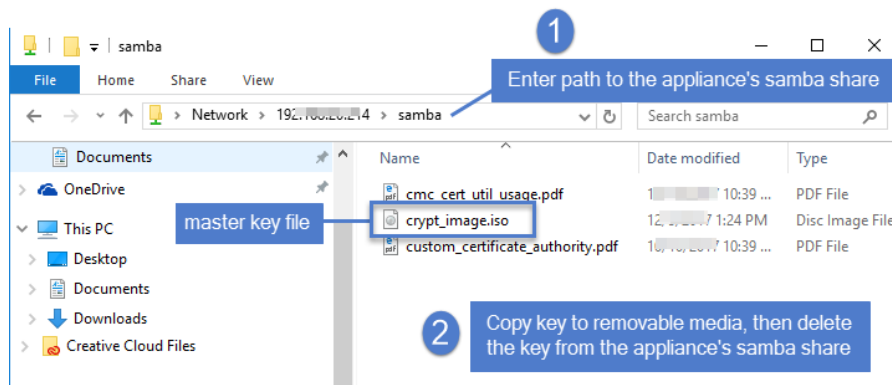 1
samba
File Home Share View
Enter path to the appliance's samba share
Network > samba
Search samba
Documents
Name Date modified Type
OneDrive
cmc_cert_util_usage.pdf 10:39 ... PDF File
This PC
master key file
crypt_image.iso 1:24 PM Disc Image File
Desktop
custom_certificate_authority.pdf 10:39 ... PDF File
Documents
Downloads
2
Copy key to removable media, then delete
the key from the appliance's samba share
Creative Cloud Files